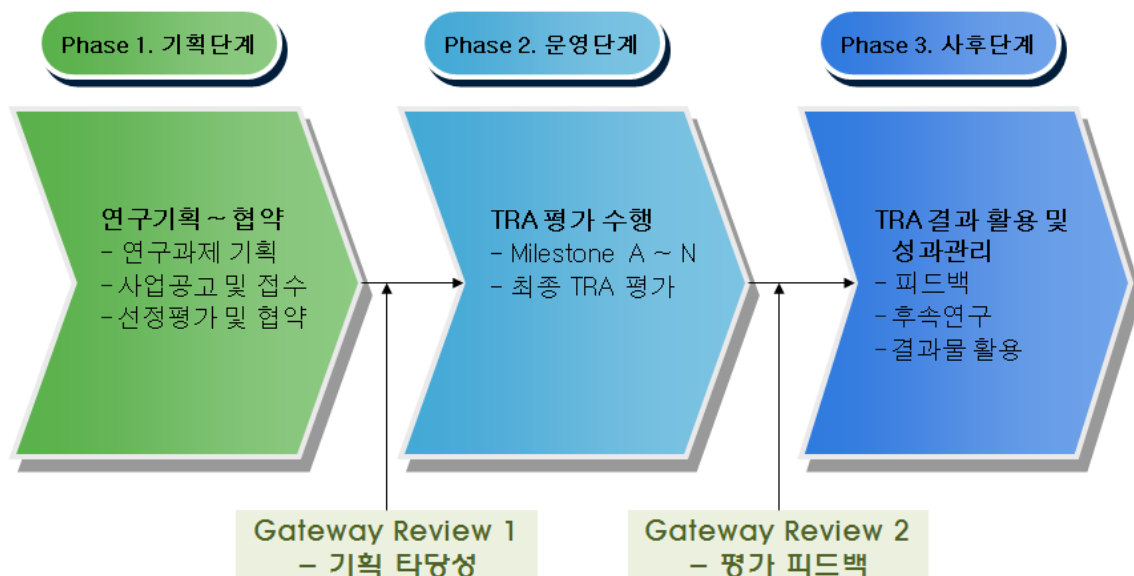 Phase 1. 기획단계
Phase 2. 운영단계
Phase 3. 사후단계
연구기획 ~ 협약
- 연구과제 기획
- 사업공고 및 접수
- 선정평가 및 협약
TRA 평가 수행
- Milestone A ~ N
- 최종 TRA 평가
TRA 결과 활용 및
성과관리
- 피드백
- 후속연구
- 결과물 활용
Gateway Review 1
– 기획 타당성
Gateway Review 2
– 평가 피드백